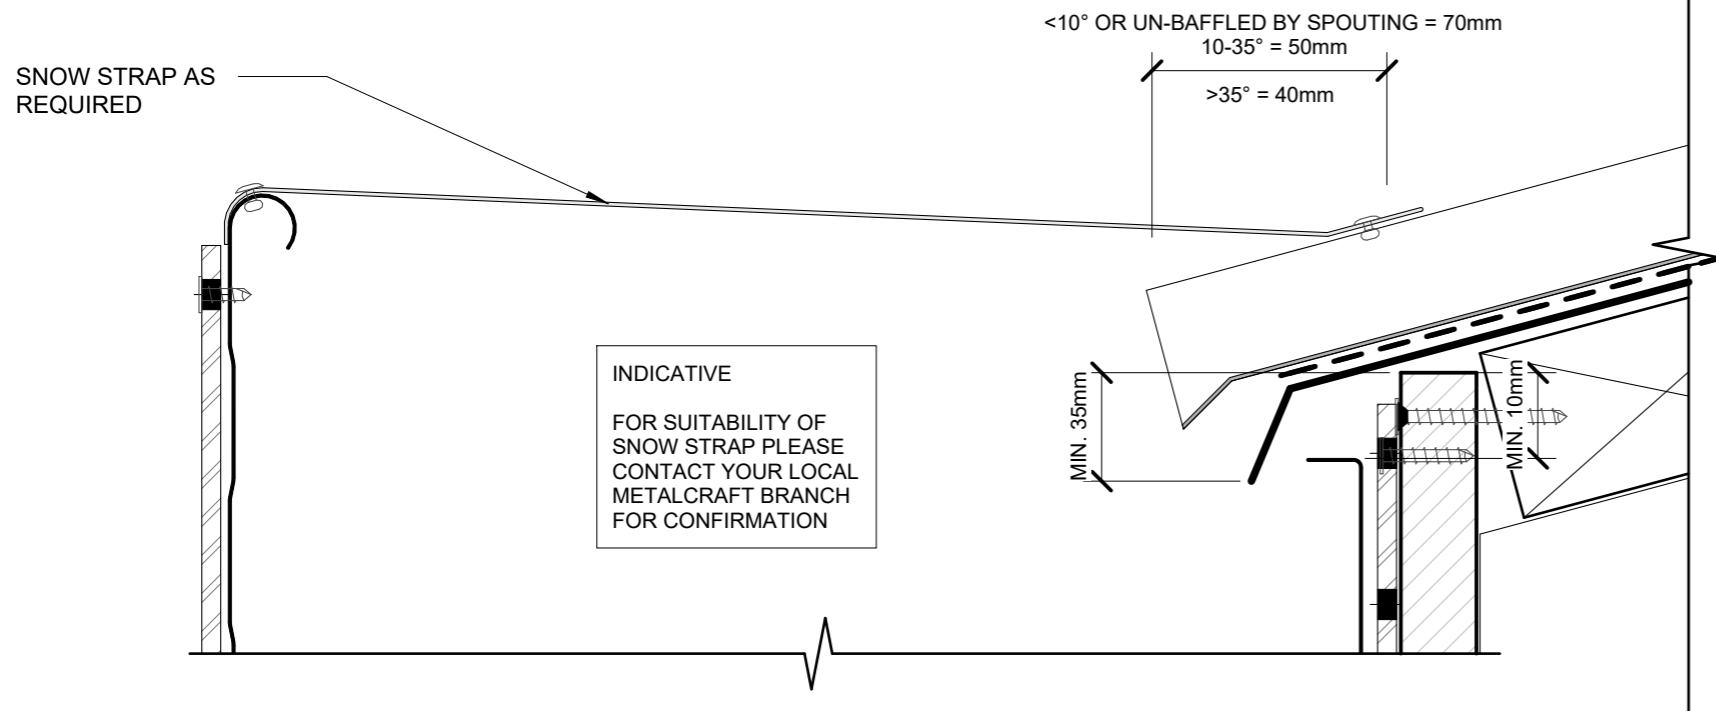 <10° OR UN-BAFFLED BY SPOUTING = 70mm
10-35° = 50mm
>35° = 40mm
SNOW STRAP AS
REQUIRED
INDICATIVE
FOR SUITABILITY OF
SNOW STRAP PLEASE
CONTACT YOUR LOCAL
METALCRAFT BRANCH
FOR CONFIRMATION
MIN. 35mm
MIN. 10mm